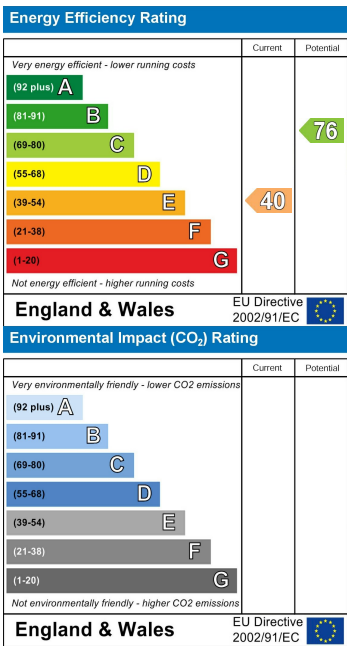 Energy Efficiency Rating
Current Potential
Very energy efficient - lower running costs
(92 plus) A
(81-91) B
(69-80) C
(55-68) D
(39-54) E
(21-38) F
(1-20) G
40
76
Not energy efficient - higher running costs
England & Wales
EU Directive
2002/91/EC
Environmental Impact (CO₂) Rating
Current Potential
Very environmentally friendly - lower CO2 emissions
(92 plus) A
(81-91) B
(69-80) C
(55-68) D
(39-54) E
(21-38) F
(1-20) G
Not environmentally friendly - higher CO2 emissions
England & Wales
EU Directive
2002/91/EC